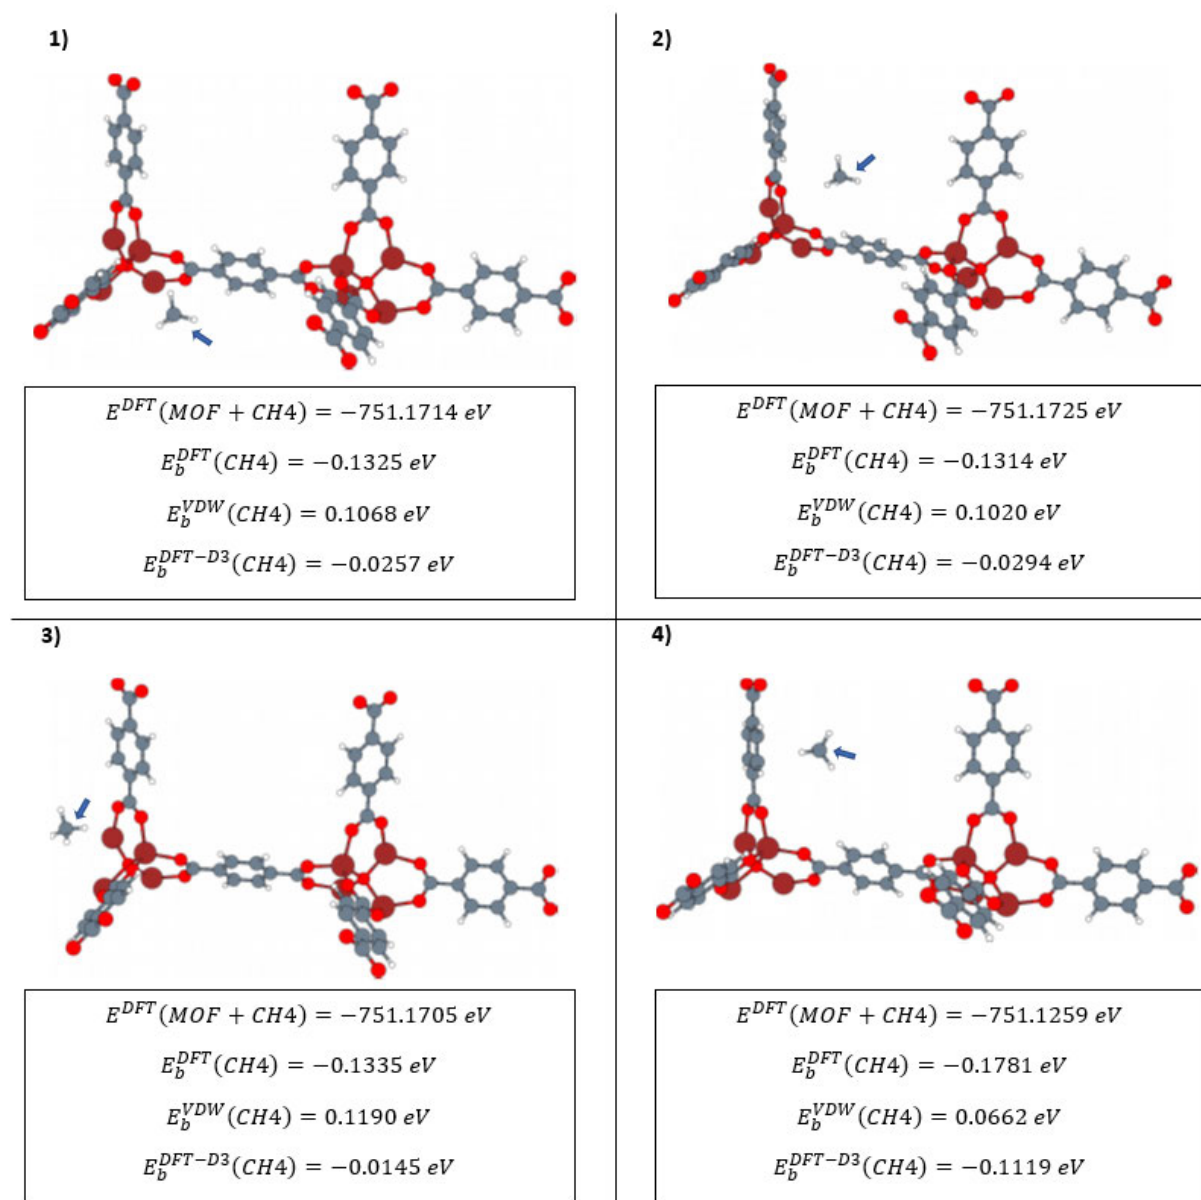 1)
E^{DFT}(MOF + CH4) = −751.1714 eV
E_b^{DFT}(CH4) = −0.1325 eV
E_b^{VDW}(CH4) = 0.1068 eV
E_b^{DFT−D3}(CH4) = −0.0257 eV
2)
E^{DFT}(MOF + CH4) = −751.1725 eV
E_b^{DFT}(CH4) = −0.1314 eV
E_b^{VDW}(CH4) = 0.1020 eV
E_b^{DFT−D3}(CH4) = −0.0294 eV
3)
E^{DFT}(MOF + CH4) = −751.1705 eV
E_b^{DFT}(CH4) = −0.1335 eV
E_b^{VDW}(CH4) = 0.1190 eV
E_b^{DFT−D3}(CH4) = −0.0145 eV
4)
E^{DFT}(MOF + CH4) = −751.1259 eV
E_b^{DFT}(CH4) = −0.1781 eV
E_b^{VDW}(CH4) = 0.0662 eV
E_b^{DFT−D3}(CH4) = −0.1119 eV